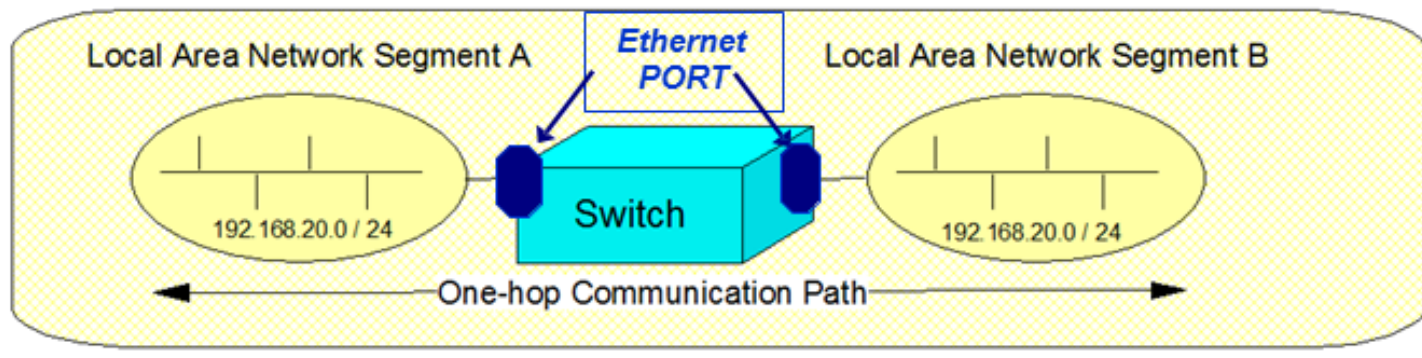 Local Area Network Segment A
Ethernet
PORT
Local Area Network Segment B
192.168.20.0 / 24
Switch
192.168.20.0 / 24
One-hop Communication Path